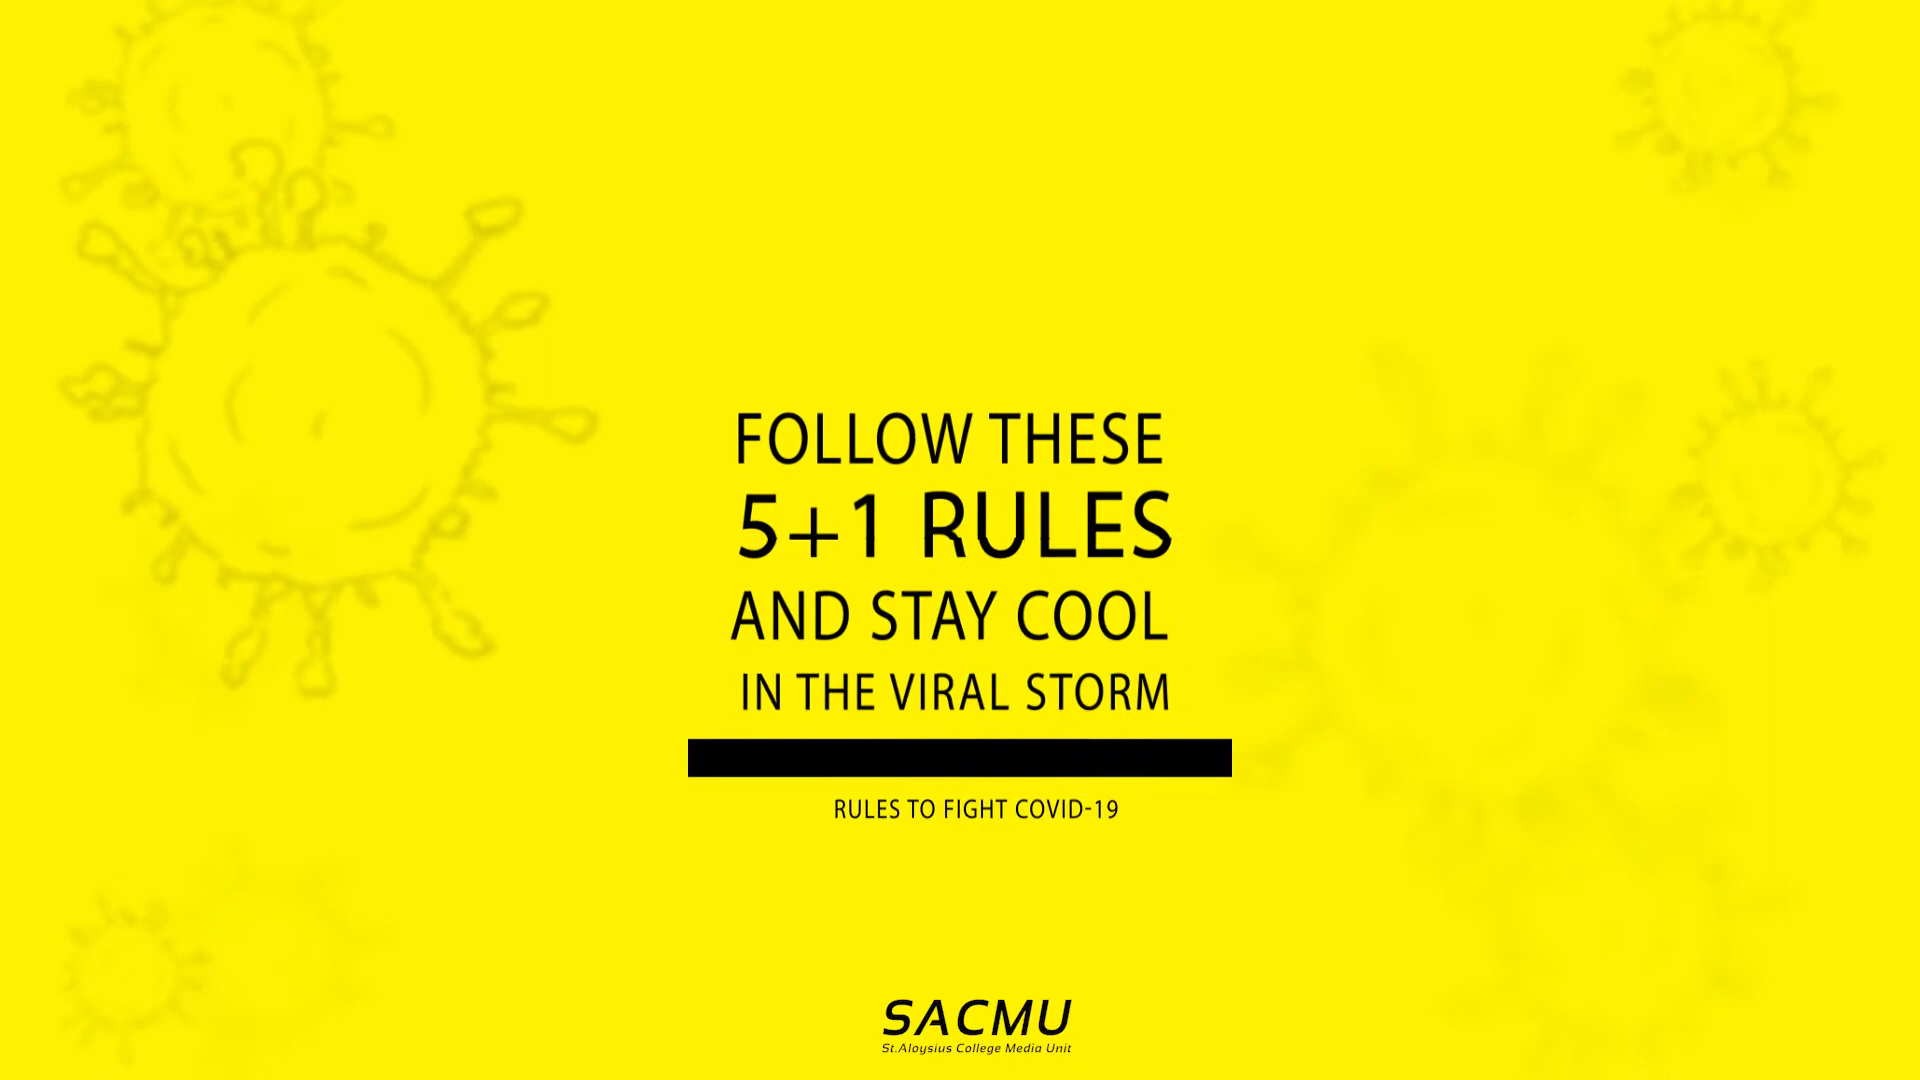 FOLLOW THESE
5+1 RULES
AND STAY COOL
IN THE VIRAL STORM
RULES TO FIGHT COVID-19
SACMU
St.Aloysius College Media Unit